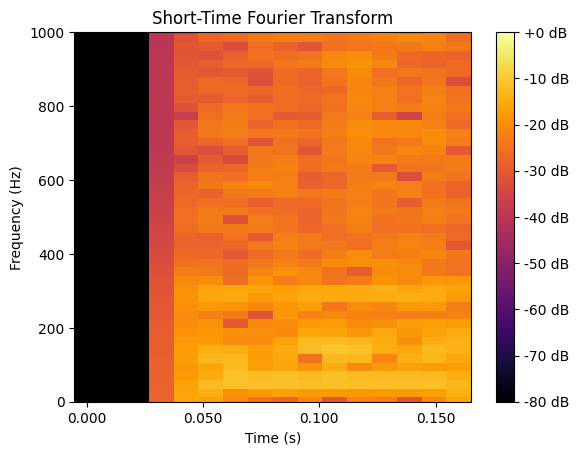 Short-Time Fourier Transform
1000
800
600
400
200
0
Frequency (Hz)
0.000
0.050
0.100
0.150
Time (s)
+0 dB
-10 dB
-20 dB
-30 dB
-40 dB
-50 dB
-60 dB
-70 dB
-80 dB